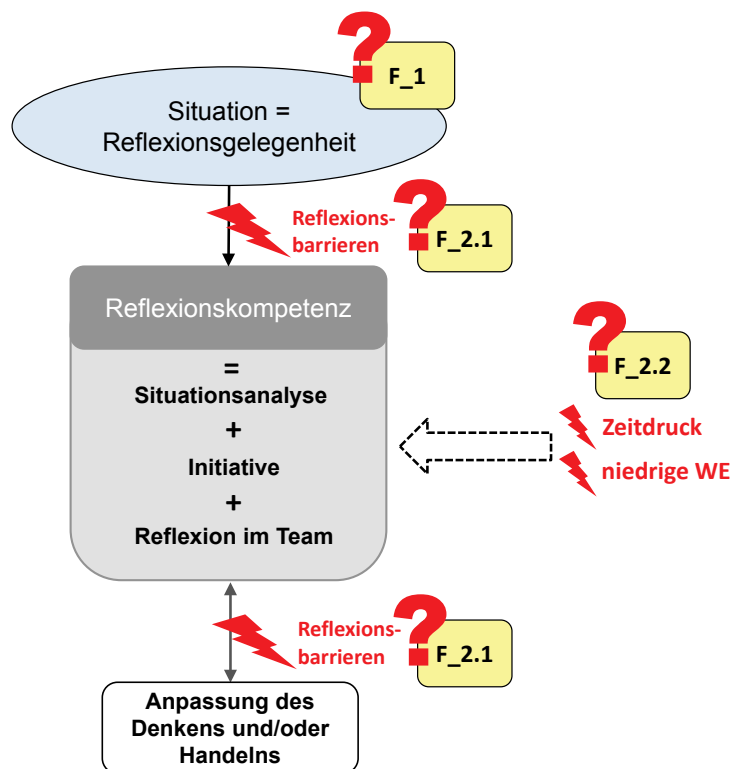 ?
F_1
Situation =
Reflexionsgelegenheit
Reflexions-
barrieren
?
F_2.1
Reflexionskompetenz
=
Situationsanalyse
+
Initiative
+
Reflexion im Team
?
F_2.2
Zeitdruck
niedrige WE
Reflexions-
barrieren
?
F_2.1
Anpassung des
Denkens und/oder
Handelns